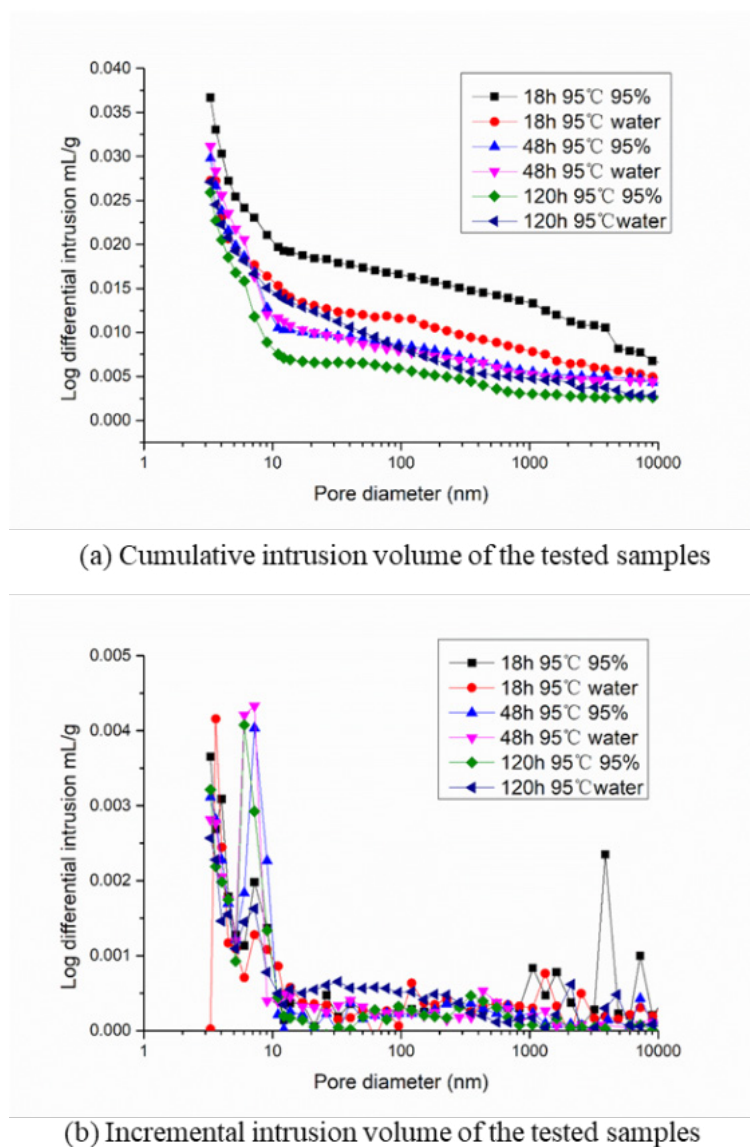 0.040
0.035
0.030
0.025
0.020
0.015
0.010
0.005
0.000
Log differential intrusion mL/g
18h 95℃ 95%
18h 95℃ water
48h 95℃ 95%
48h 95℃ water
120h 95℃ 95%
120h 95℃water
1 10 100 1000 10000
Pore diameter (nm)
(a) Cumulative intrusion volume of the tested samples
0.005
0.004
0.003
0.002
0.001
0.000
Log differential intrusion mL/g
18h 95℃ 95%
18h 95℃ water
48h 95℃ 95%
48h 95℃ water
120h 95℃ 95%
120h 95℃water
1 10 100 1000 10000
Pore diameter (nm)
(b) Incremental intrusion volume of the tested samples